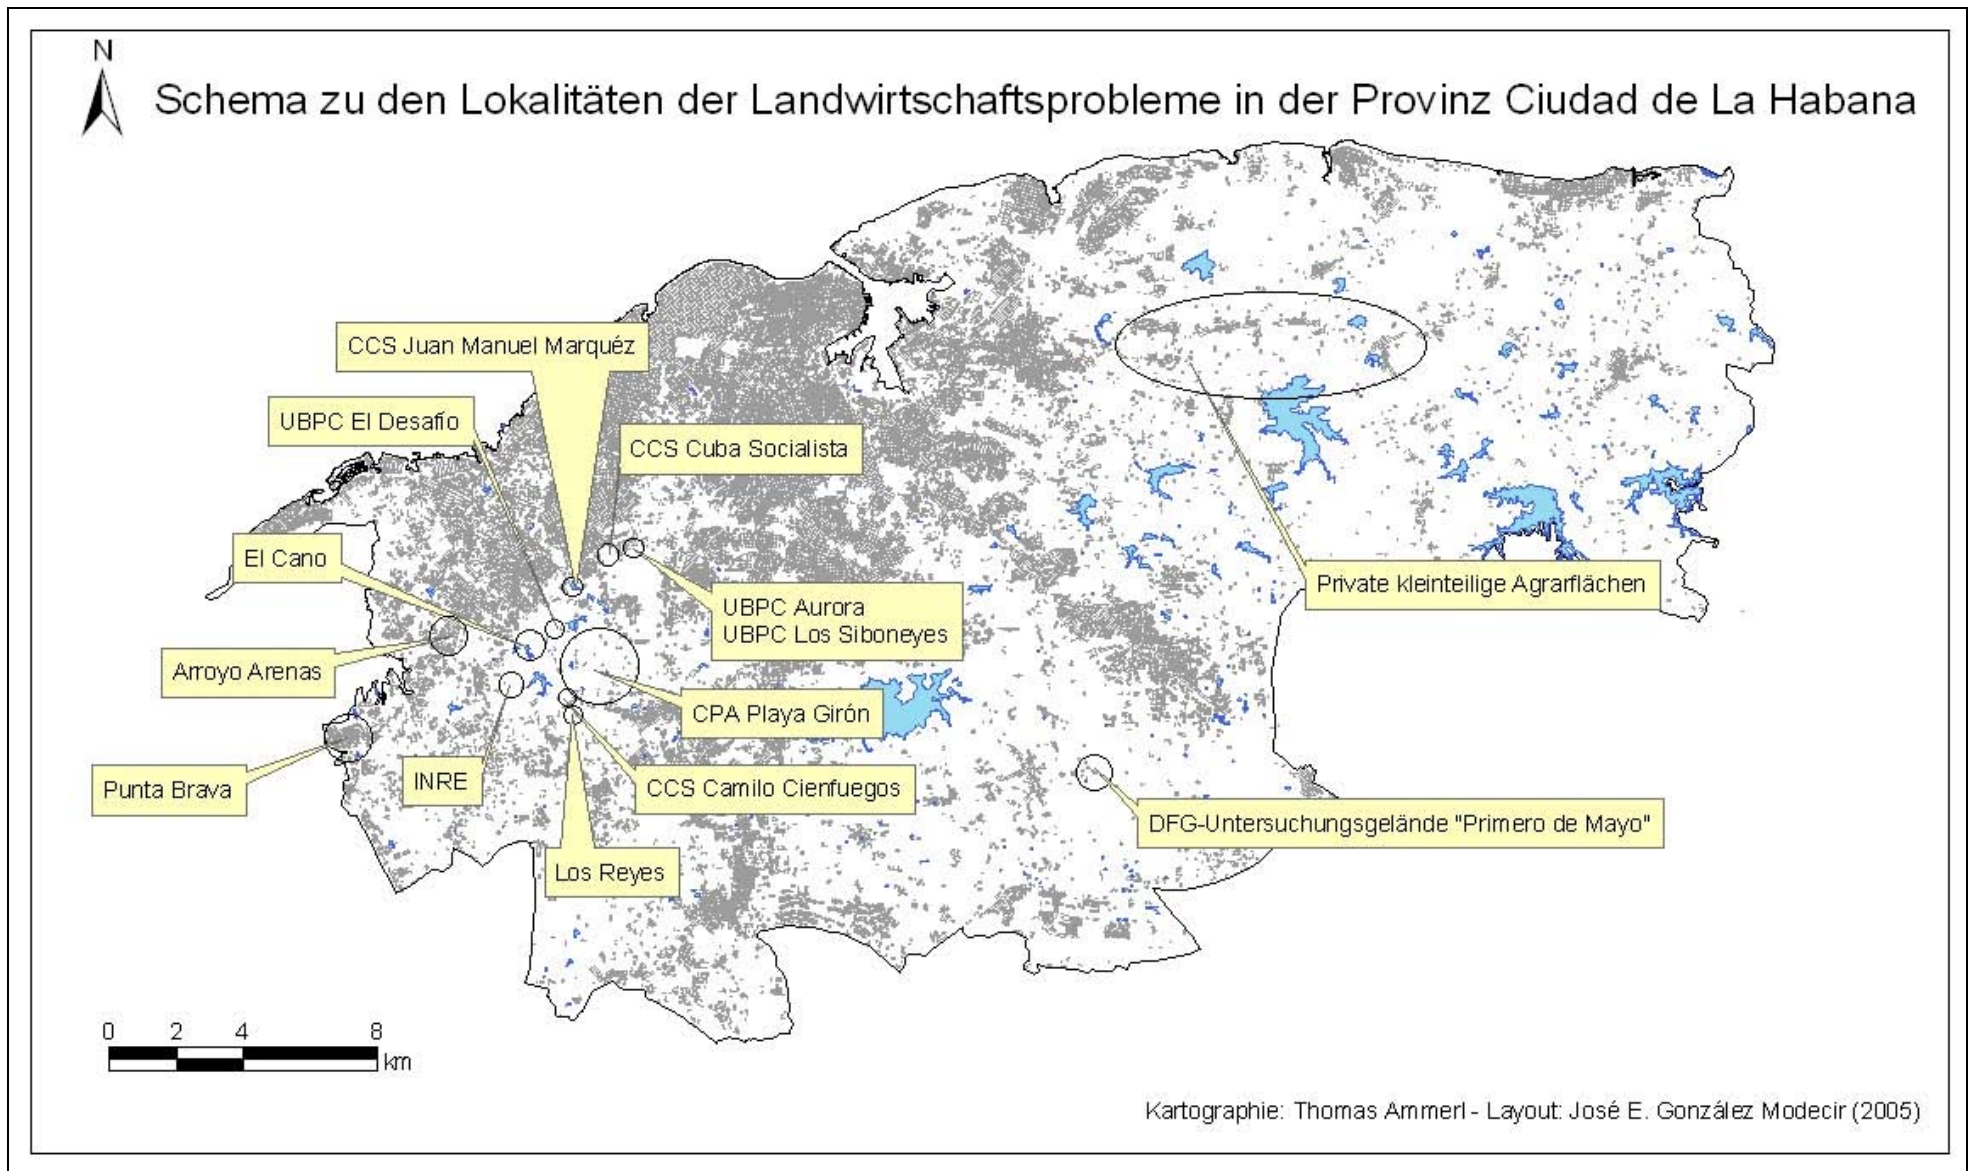 N
Schema zu den Lokalitäten der Landwirtschaftsprobleme in der Provinz Ciudad de La Habana
CCS Juan Manuel Marquéz
UBPC El Desafío
CCS Cuba Socialista
El Cano
Private kleinteilige Agrarflächen
UBPC Aurora
UBPC Los Siboneyes
Arroyo Arenas
CPA Playa Girón
INRE
Punta Brava
CCS Camilo Cienfuegos
DFG-Untersuchungsgelände "Primero de Mayo"
Los Reyes
0 2 4 8
km
Kartographie: Thomas Ammerl - Layout: José E. González Modecir (2005)